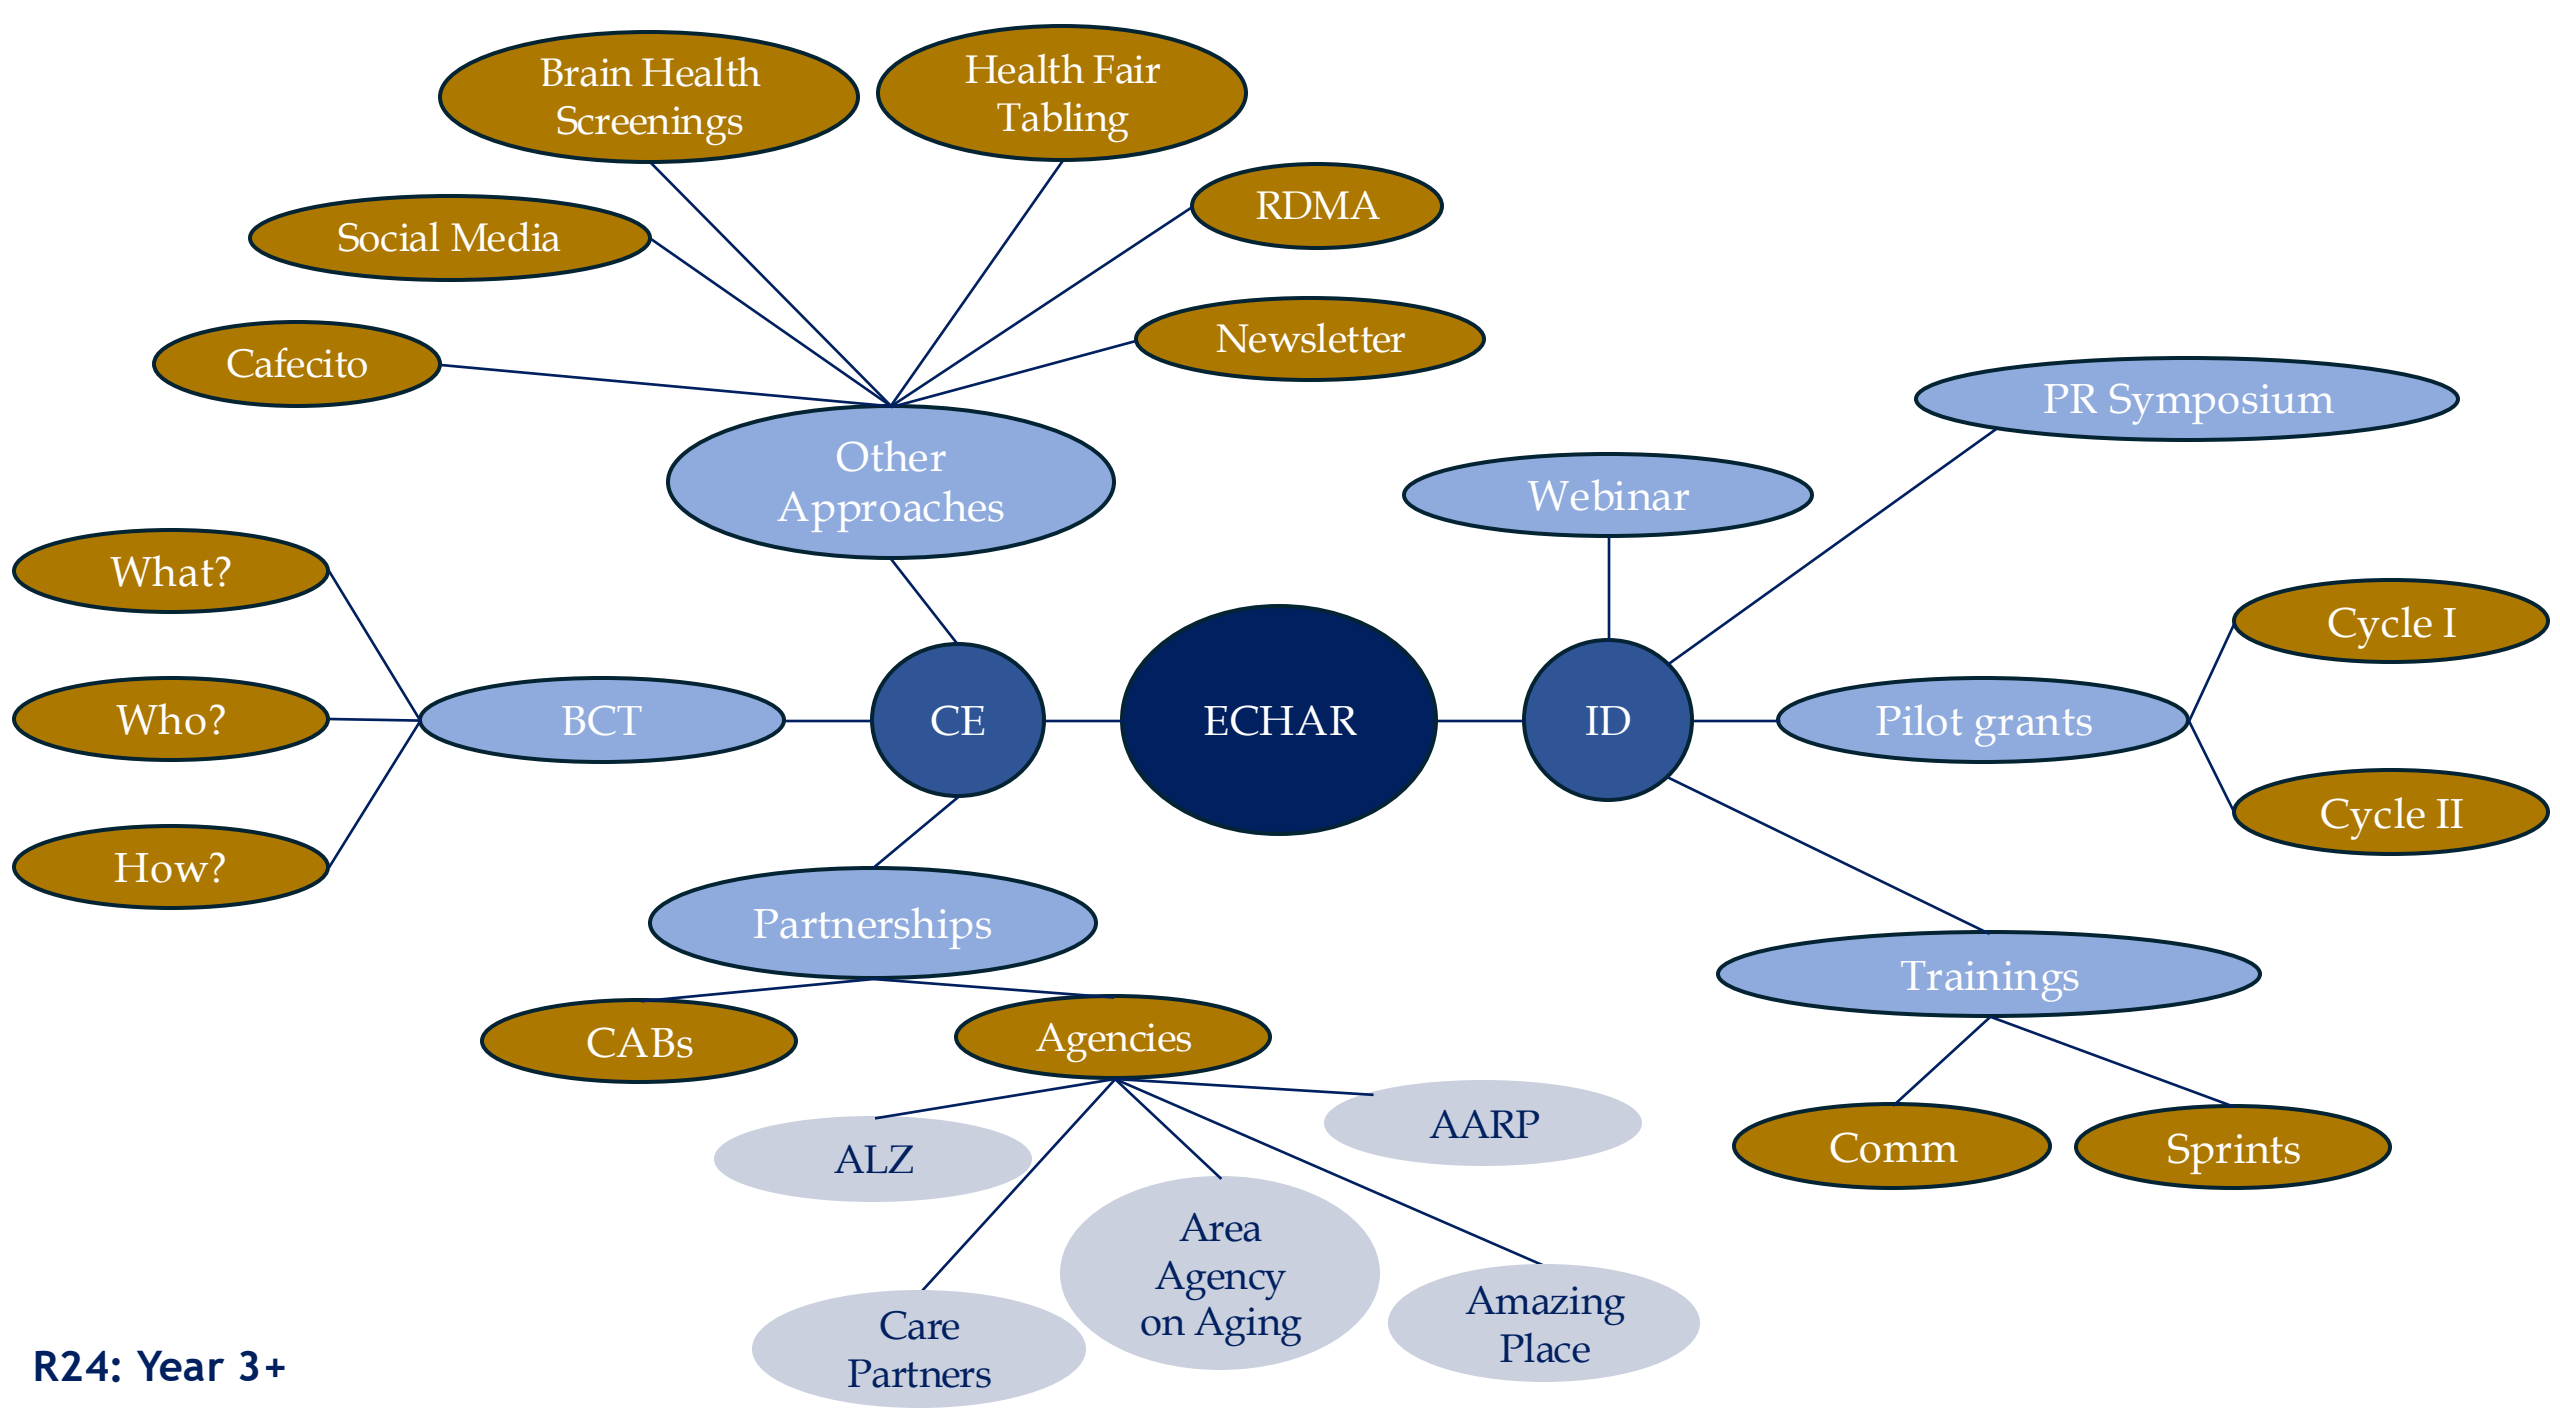 Brain Health
Screenings
Health Fair
Tabling
RDMA
Social Media
Newsletter
Cafecito
Other
Approaches
PR Symposium
Webinar
What?
Who?
How?
BCT
CE
ECHAR
ID
Pilot grants
Cycle I
Cycle II
Partnerships
Trainings
CABs
Agencies
ALZ
AARP
Comm
Sprints
Care
Partners
Area
Agency
on Aging
Amazing
Place
R24: Year 3+